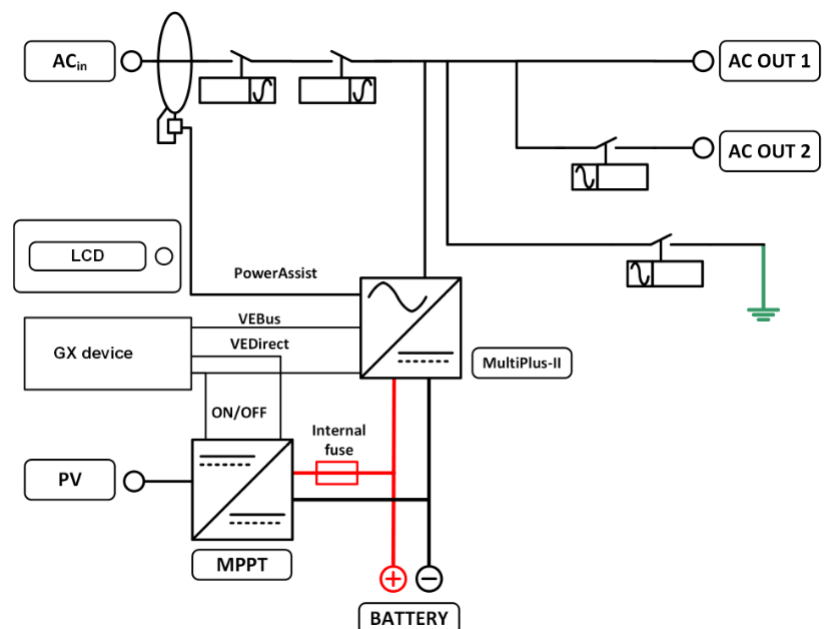 ACin
AC OUT 1
AC OUT 2
LCD
PowerAssist
VEBus
VEDirect
GX device
MultiPlus-II
ON/OFF
Internal
fuse
PV
MPPT
BATTERY